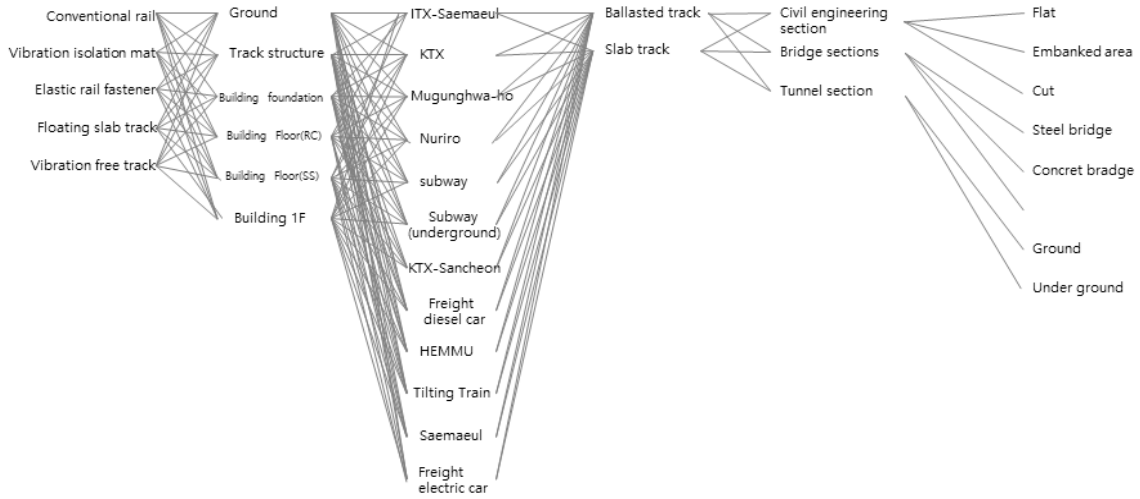 Conventional rail
Vibration isolation mat
Elastic rail fastener
Floating slab track
Vibration free track
Ground
Track structure
Building foundation
Building Floor(RC)
Building Floor(SS)
Building 1F
ITX-Saemaeul
KTX
Mugunghwa-ho
Nuriro
subway
Subway
(underground)
KTX-Sancheon
Freight
diesel car
HEMMU
Tilting Train
Saemaeul
Freight
electric car
Ballasted track
Slab track
Civil engineering
section
Bridge sections
Tunnel section
Flat
Embanked area
Cut
Steel bridge
Concret bradge
Ground
Under ground